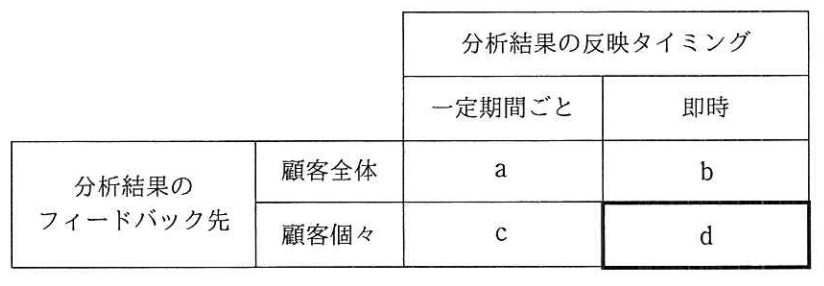 分析結果の反映タイミング
一定期間ごと 即時
分析結果の
フィードバック先
顧客全体 a b
顧客個々 c d